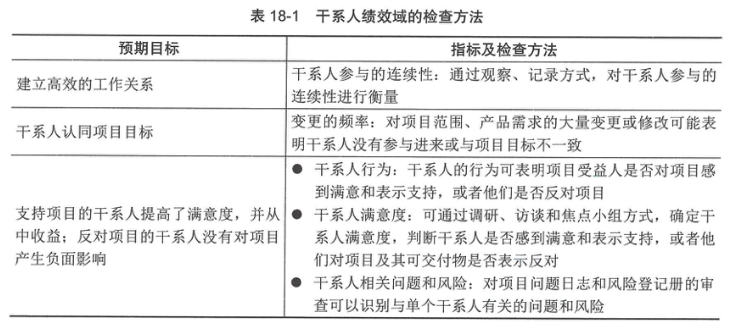 表 18-1 干系人绩效域的检查方法
预期目标
指标及检查方法
建立高效的工作关系
干系人参与的连续性：通过观察、记录方式，对干系人参与的
连续性进行衡量
干系人认同项目目标
变更的频率：对项目范围、产品需求的大量变更或修改可能表
明干系人没有参与进来或与项目目标不一致
支持项目的干系人提高了满意度，并从
中收益；反对项目的干系人没有对项目
产生负面影响
● 干系人行为：干系人的行为可表明项目受益人是否对项目感
到满意和表示支持，或者他们是否反对项目
● 干系人满意度：可通过调研、访谈和焦点小组方式，确定干
系人满意度，判断干系人是否感到满意和表示支持，或者他
们对项目及其可交付物是否表示反对
● 干系人相关问题和风险：对项目问题日志和风险登记册的审
查可以识别与单个干系人有关的问题和风险